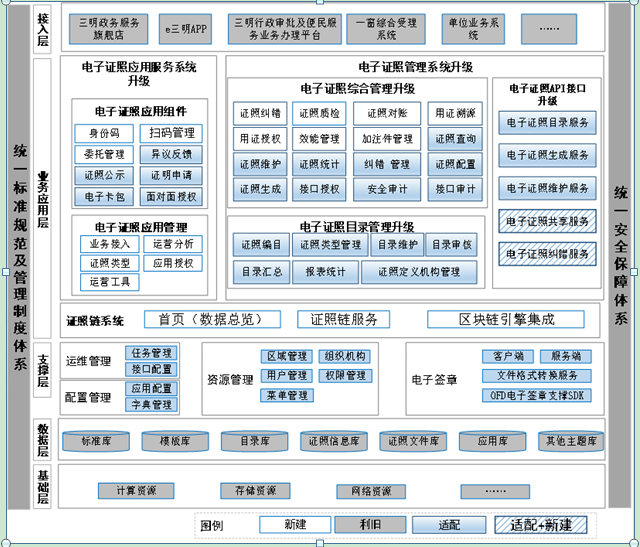 统一标准规范及管理制度体系
接入层
三明政务服务
旗舰店
e三明APP
三明行政审批及便民服
务业务办理平台
一窗综合受理
系统
单位业务系
统
……
业务应用层
电子证照应用服务系统
升级
电子证照应用组件
身份码
扫码管理
委托管理
异议反馈
证照公示
证明申请
电子卡包
面对面授权
电子证照应用管理
业务接入
运营分析
证照类型
应用授权
运营工具
电子证照管理系统升级
电子证照综合管理升级
证照纠错
证照质检
证照对账
用证溯源
用证授权
效能管理
加注件管理
证照查询
证照维护
证照统计
纠错 管理
证照配置
证照生成
接口授权
安全审计
接口审计
电子证照目录管理升级
证照编目
证照类型管理
目录维护
目录审核
目录汇总
报表统计
证照定义机构管理
电子证照API接口
升级
电子证照目录服务
电子证照生成服务
电子证照维护服务
电子证照共享服务
电子证照纠错服务
证照链系统
首页（数据总览）
证照链服务
区块链引擎集成
支撑层
运维管理
任务管理
接口配置
配置管理
应用配置
字典管理
资源管理
区域管理
组织机构
用户管理
权限管理
菜单管理
电子签章
客户端
服务端
文件格式转换服务
OFD电子签章支撑SDK
数据层
标准库
模板库
目录库
证照信息库
证照文件库
应用库
其他主题库
基础层
计算资源
存储资源
网络资源
……
统一安全保障体系
图例
新建
利旧
适配
适配+新建